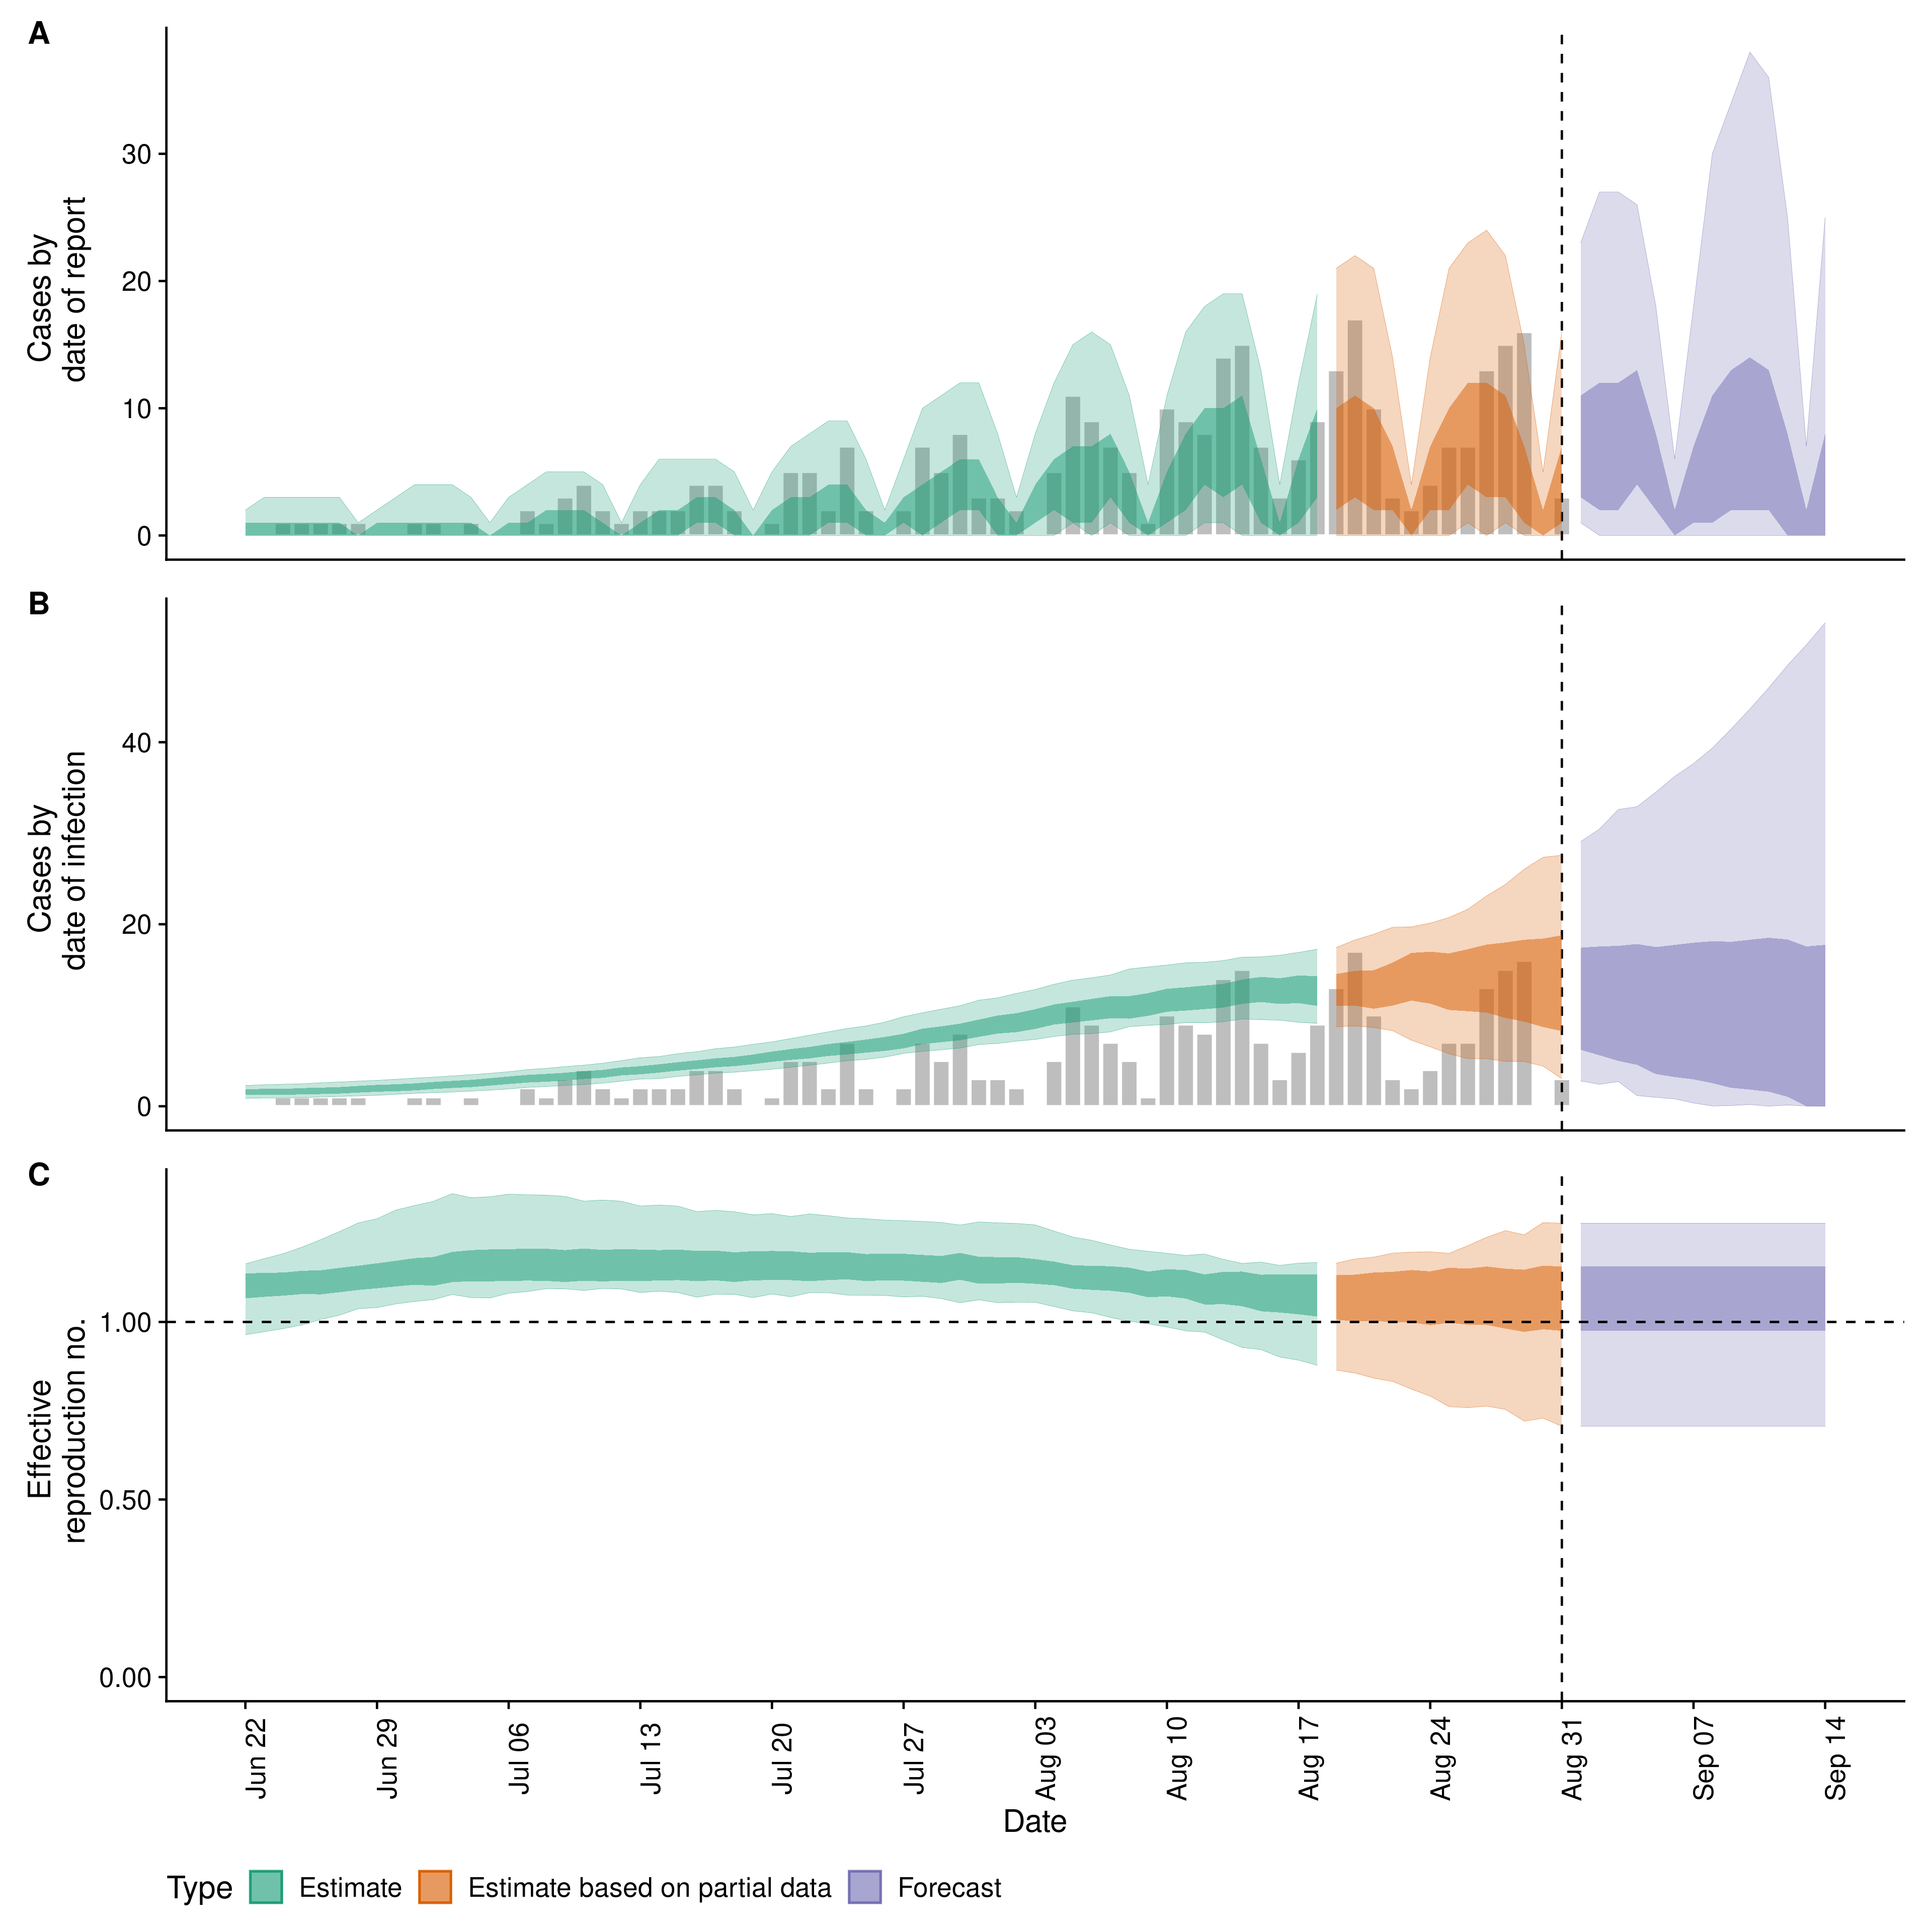 A
Cases by
date of report
30
20
10
0
B
Cases by
date of infection
40
20
0
C
Effective
reproduction no.
1.00
0.50
0.00
Jun 22
Jun 29
Jul 06
Jul 13
Jul 20
Jul 27
Aug 03
Aug 10
Aug 17
Aug 24
Aug 31
Sep 07
Sep 14
Date
Type Estimate Estimate based on partial data Forecast